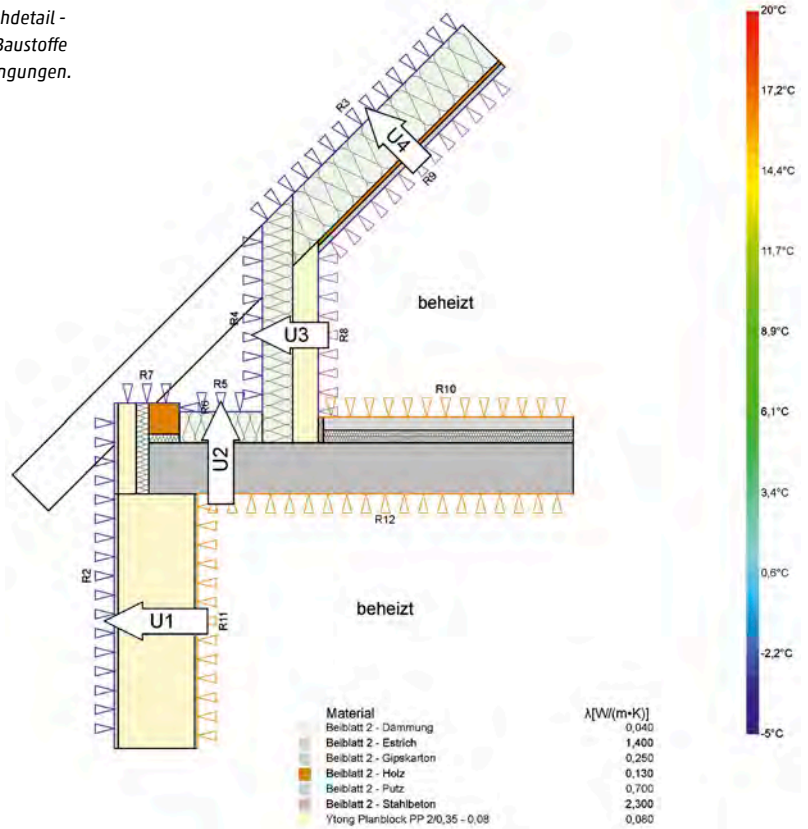 hdetail -
Baustoffe
ngungen.
20°C
17,2°C
14,4°C
11,7°C
8,9°C
6,1°C
3,4°C
0,6°C
-2,2°C
-5°C
R3
U4
R9
beheizt
R4
U3
R8
R7
R5
R6
R10
U2
R12
R2
U1
R11
beheizt
Material λ[W/(m•K)]
Beiblatt 2 - Dämmung 0,040
Beiblatt 2 - Estrich 1,400
Beiblatt 2 - Gipskarton 0,250
Beiblatt 2 - Holz 0,130
Beiblatt 2 - Putz 0,700
Beiblatt 2 - Stahlbeton 2,300
Ytong Planblock PP 2/0,35 - 0,08 0,080